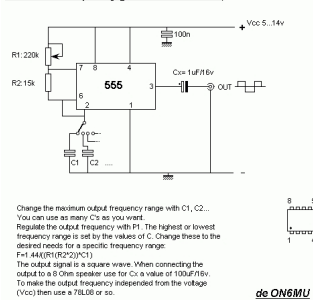 + Vcc 5...14v
100n
R1: 220k
7 8 4
Cx= 1uF/16v
R2:15k
555
3
OUT
6
2 1
C1 C2 ....
-
Change the maximum output frequency range with C1, C2...
You can use as many C's as you want.
Regulate the output frequency with P1. The highest or lowest
frequency range is set by the values of C. Change these to the
desired needs for a specific frequency range:
F=1.44/((R1(R2*2))*C1)
The output signal is a square wave. When connecting the
output to a 8 Ohm speaker use for Cx a value of 100uF/16v.
To make the output frequency independed from the voltage
(Vcc) then use a 78L08 or so.
8 5
1 4
de ON6MU